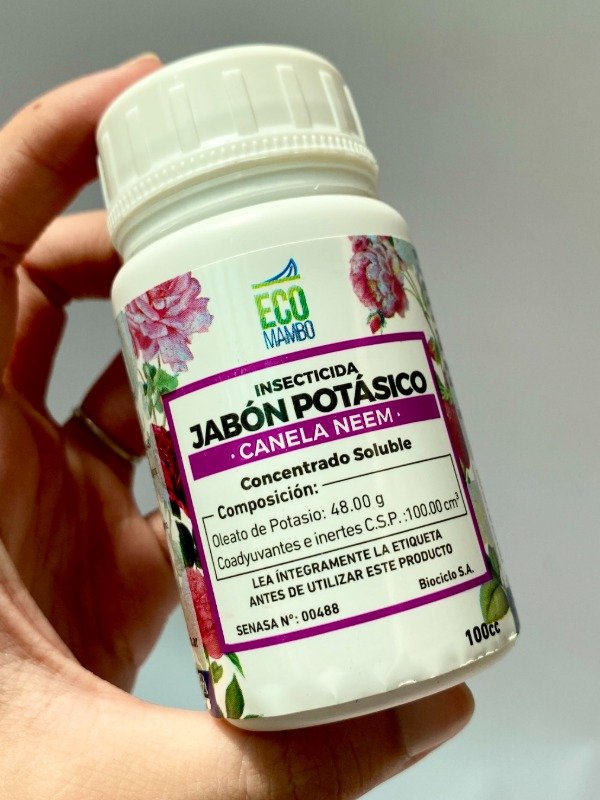 ECO
MAMBO
INSECTICIDA
JABÓN POTÁSICO
· CANELA NEEM ·
Concentrado Soluble
Composición:
Oleato de Potasio: 48.00 g
Coadyuvantes e inertes C.S.P.:100.00 cm³
LEA ÍNTEGRAMENTE LA ETIQUETA
ANTES DE UTILIZAR ESTE PRODUCTO
Biociclo S.A.
SENASA N°: 00488
100cc